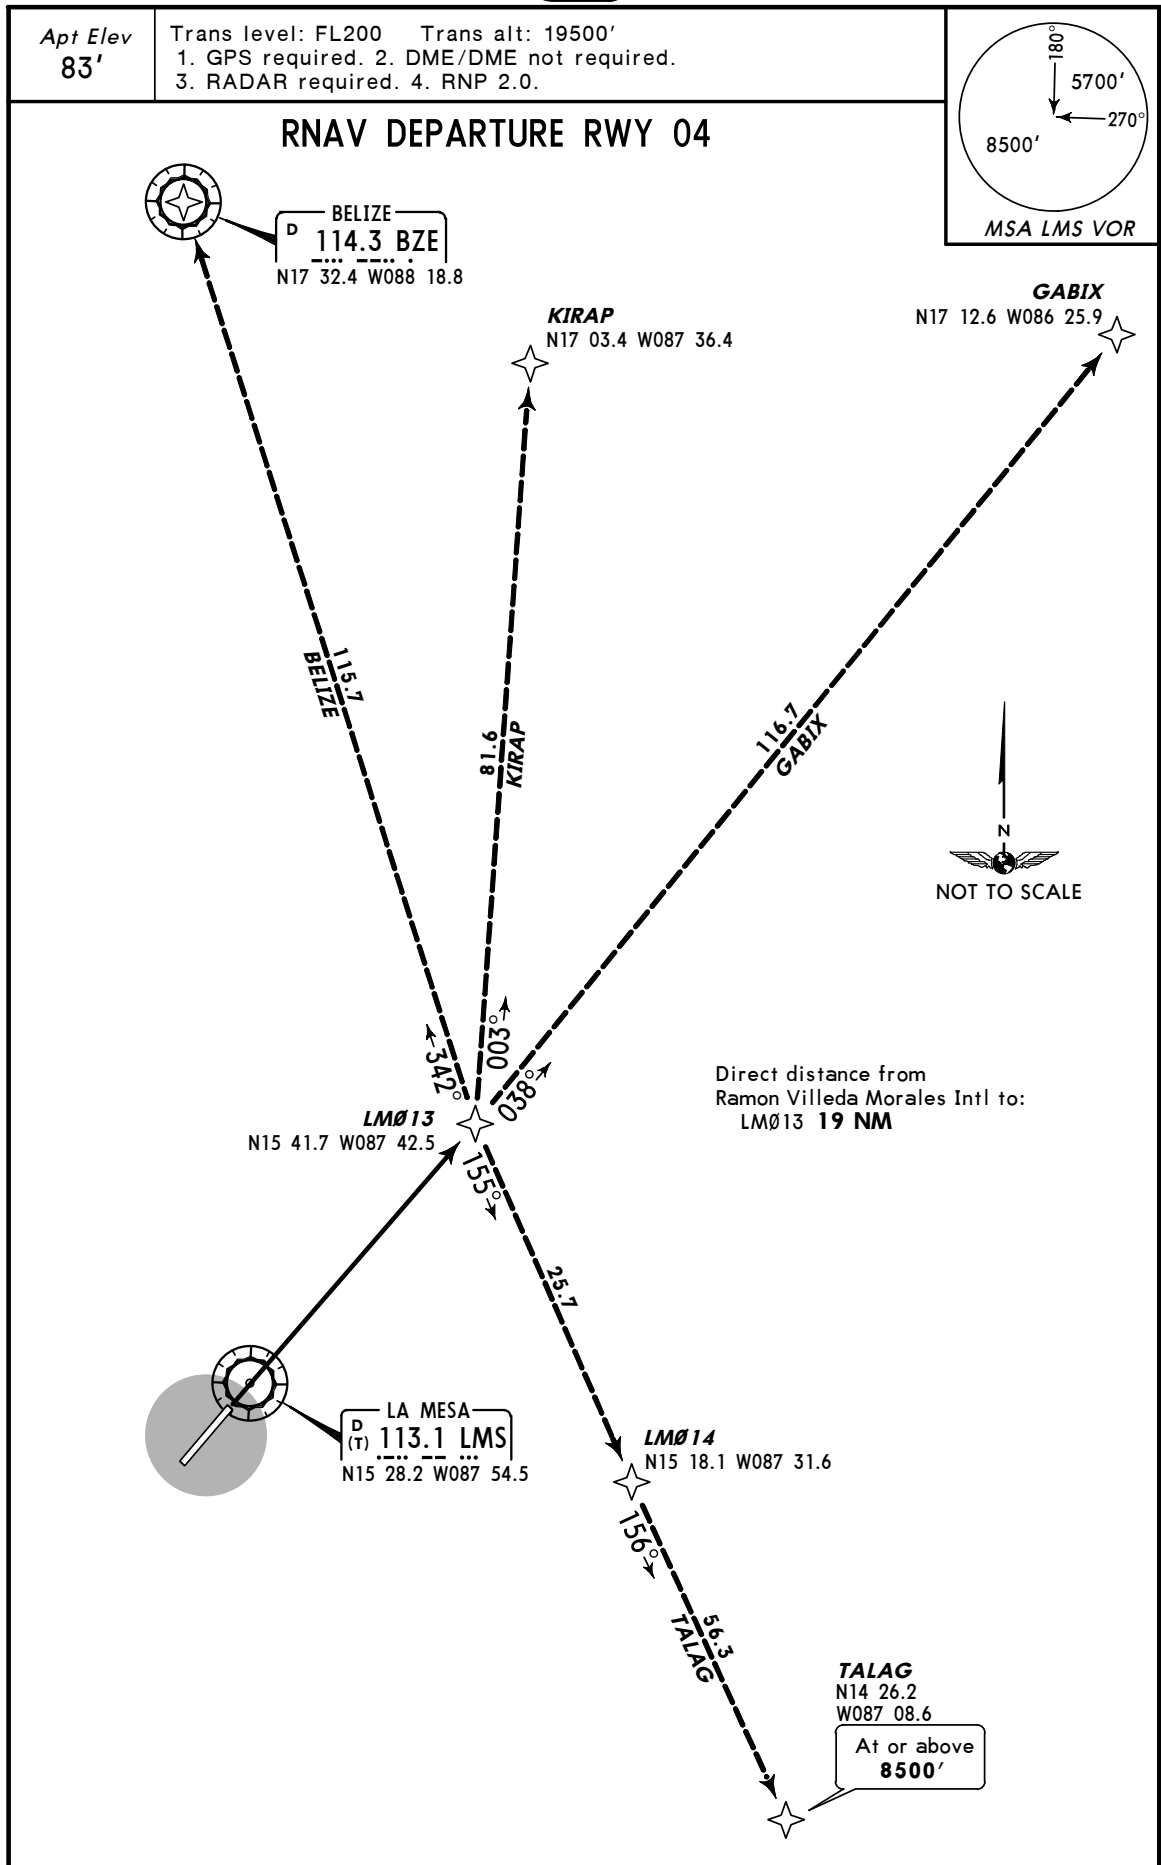 Apt Elev
83'
Trans level: FL200 Trans alt: 19500'
1. GPS required. 2. DME/DME not required.
3. RADAR required. 4. RNP 2.0.
180°
5700'
270°
8500'
MSA LMS VOR
RNAV DEPARTURE RWY 04
BELIZE
D 114.3 BZE
N17 32.4 W088 18.8
KIRAP
N17 03.4 W087 36.4
GABIX
N17 12.6 W086 25.9
115.7
BELIZE
81.6
KIRAP
116.7
GABIX
N
NOT TO SCALE
342°
003°
038°
Direct distance from
Ramon Villeda Morales Intl to:
LMØ13 19 NM
LMØ13
N15 41.7 W087 42.5
155°
25.7
LA MESA
D
(T) 113.1 LMS
N15 28.2 W087 54.5
LMØ14
N15 18.1 W087 31.6
156°
56.3
TALAG
TALAG
N14 26.2
W087 08.6
At or above
8500'